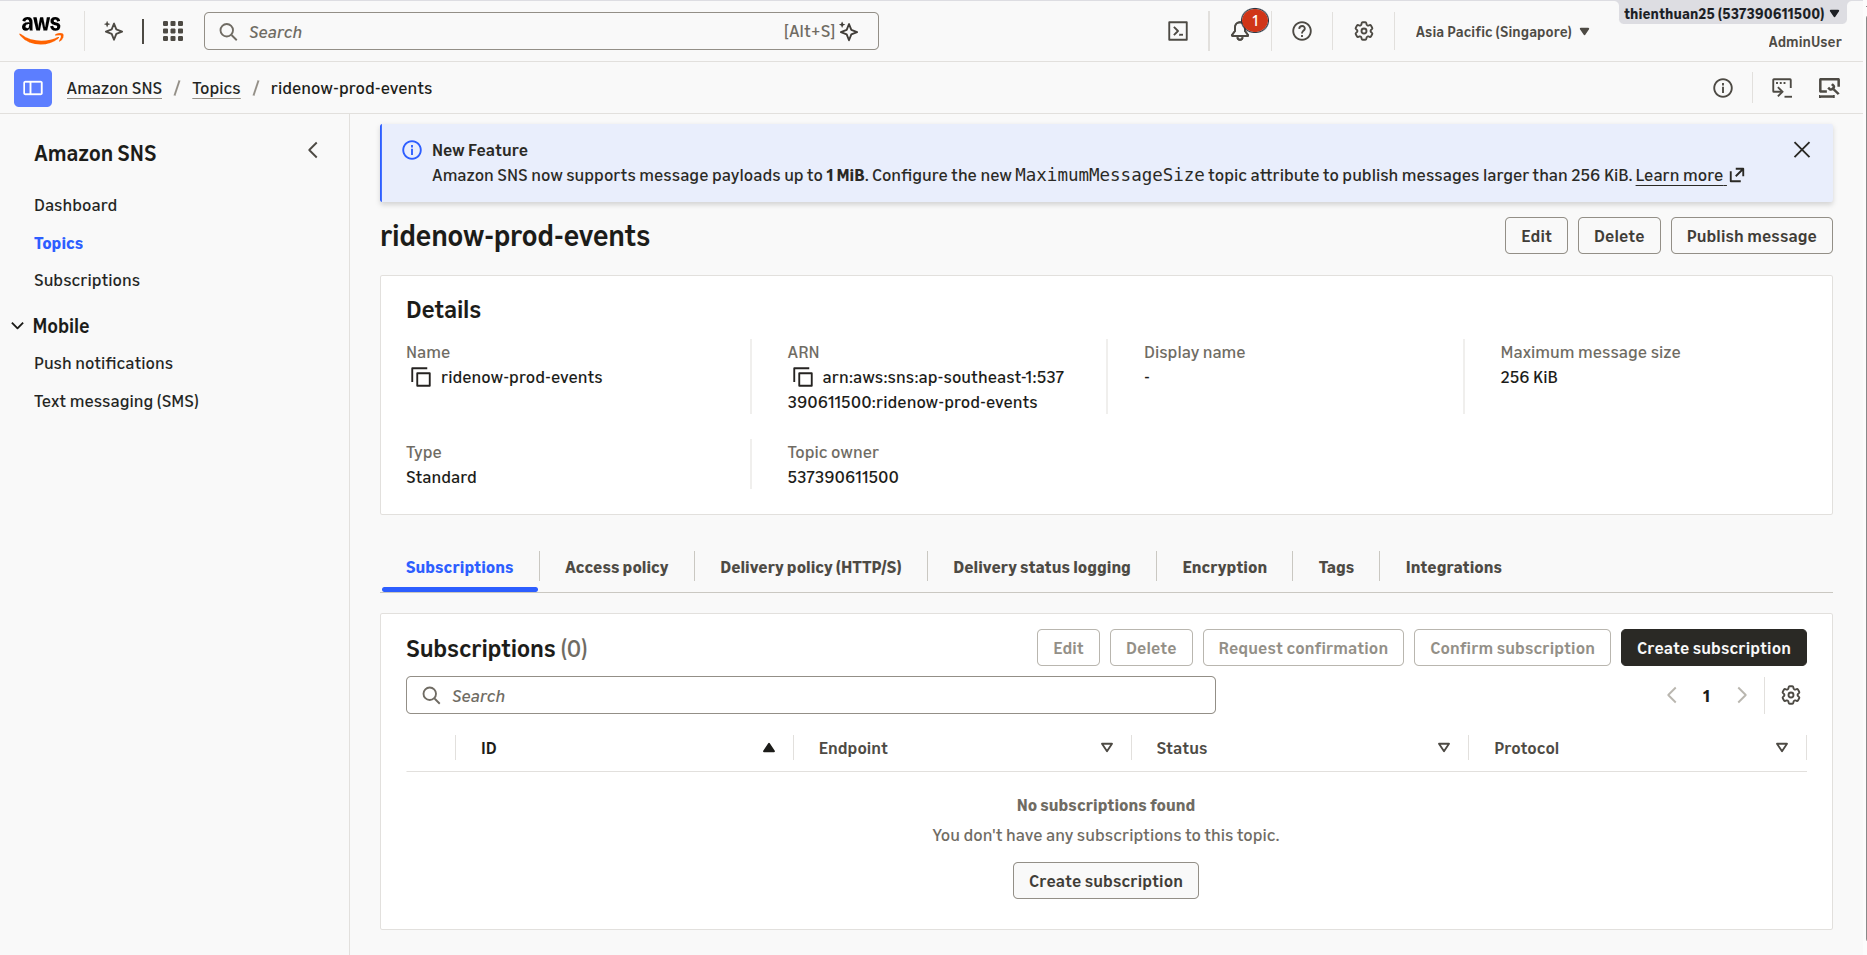 aws
Search [Alt+S]
1
Asia Pacific (Singapore)
thienthuan25 (537390611500)
AdminUser
Amazon SNS / Topics / ridenow-prod-events
Amazon SNS
Dashboard
Topics
Subscriptions
Mobile
Push notifications
Text messaging (SMS)
New Feature
Amazon SNS now supports message payloads up to 1 MiB. Configure the new MaximumMessageSize topic attribute to publish messages larger than 256 KiB. Learn more
ridenow-prod-events
Edit Delete Publish message
Details
Name ARN Display name Maximum message size
ridenow-prod-events arn:aws:sns:ap-southeast-1:537 - 256 KiB
390611500:ridenow-prod-events
Type Topic owner
Standard 537390611500
Subscriptions Access policy Delivery policy (HTTP/S) Delivery status logging Encryption Tags Integrations
Subscriptions (0) Edit Delete Request confirmation Confirm subscription Create subscription
Search 1
ID Endpoint Status Protocol
No subscriptions found
You don't have any subscriptions to this topic.
Create subscription